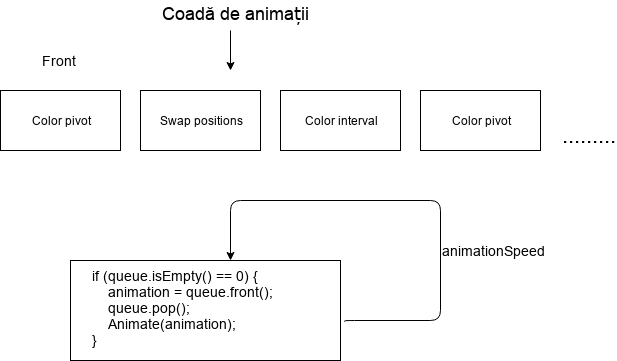 Coadă de animații
Front
Color pivot
Swap positions
Color interval
Color pivot
.........
animationSpeed
if (queue.isEmpty() == 0) {
animation = queue.front();
queue.pop();
Animate(animation);
}